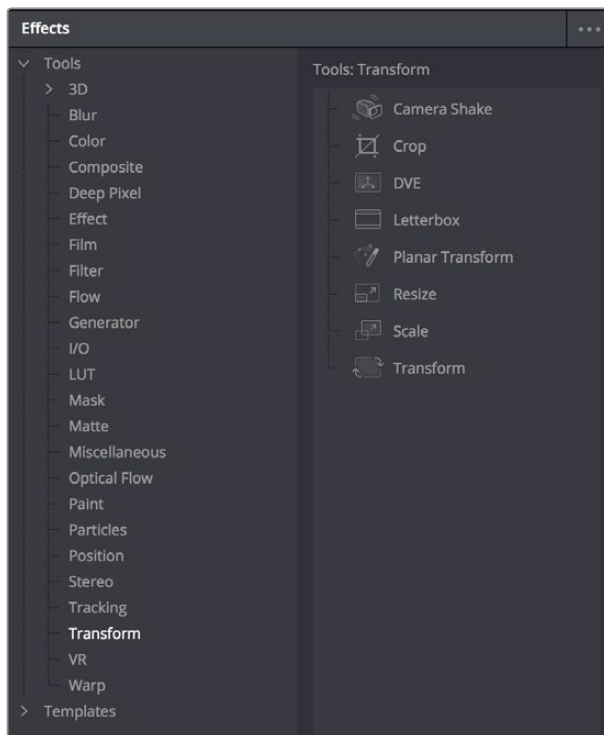 Effects
Tools
3D
Blur
Color
Composite
Deep Pixel
Effect
Film
Filter
Flow
Generator
I/O
LUT
Mask
Matte
Miscellaneous
Optical Flow
Paint
Particles
Position
Stereo
Tracking
Transform
VR
Warp
Templates
Tools: Transform
Camera Shake
Crop
DVE
Letterbox
Planar Transform
Resize
Scale
Transform